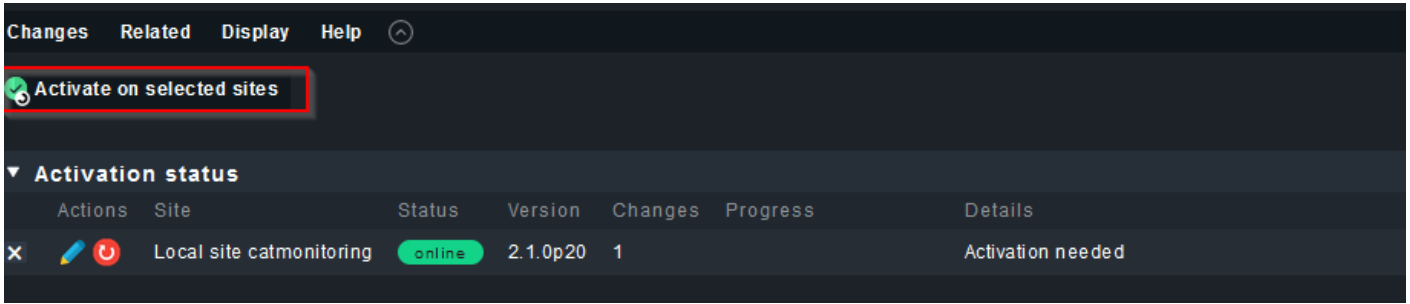 Changes Related Display Help
Activate on selected sites
Activation status
Actions Site Status Version Changes Progress Details
Local site catmonitoring online 2.1.0p20 1 Activation needed